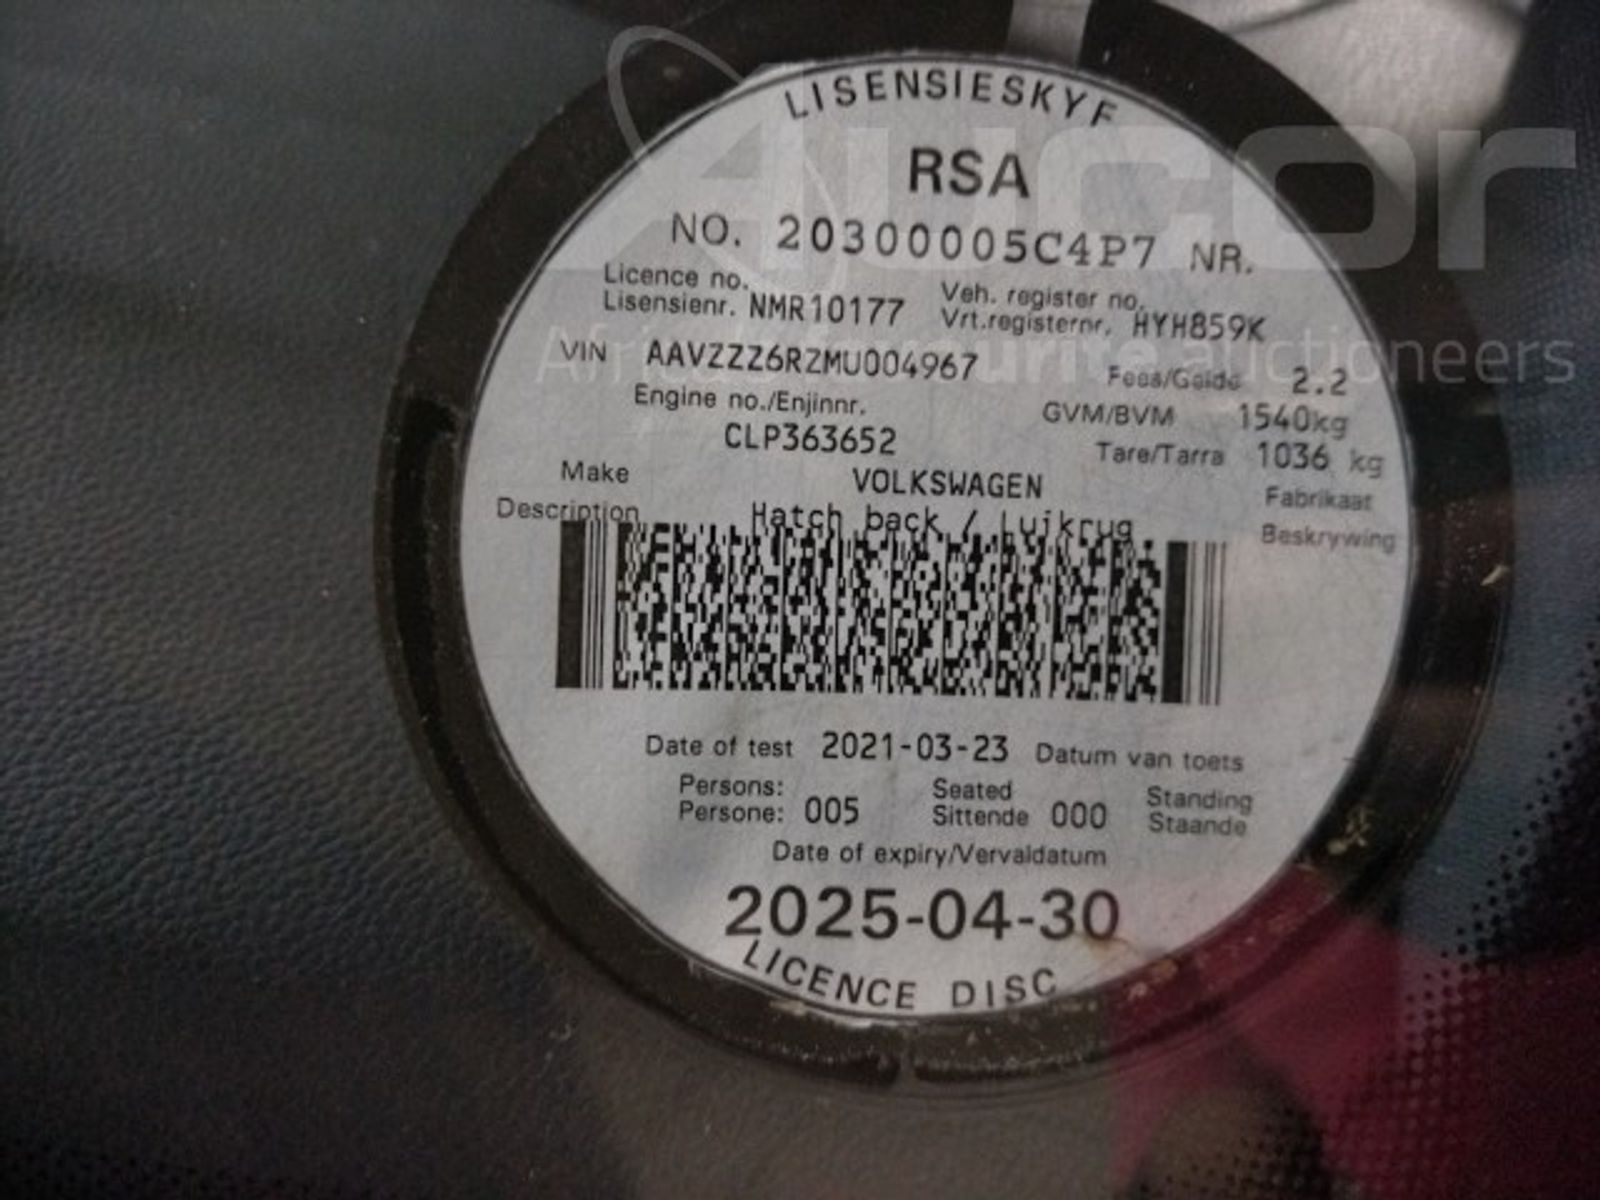 LISENSIESKYF
RSA
NO. 20300005C4P7 NR.
Licence no. Veh. register no.
Lisensienr. NMR10177 Vrt.registernr. HYH859K
VIN AAVZZZ6RZMU004967 Fees/Gelde 2.2
Engine no./Enjinnr. GVM/BVM 1540kg
CLP363652 Tare/Tarra 1036 kg
Make VOLKSWAGEN Fabrikaat
Description Hatch back / Luikrug Beskrywing
Date of test 2021-03-23 Datum van toets
Persons: Seated Standing
Persone: 005 Sittende 000 Staande
Date of expiry/Vervaldatum
2025-04-30
LICENCE DISC
Aucor
Africa's favourite auctioneers